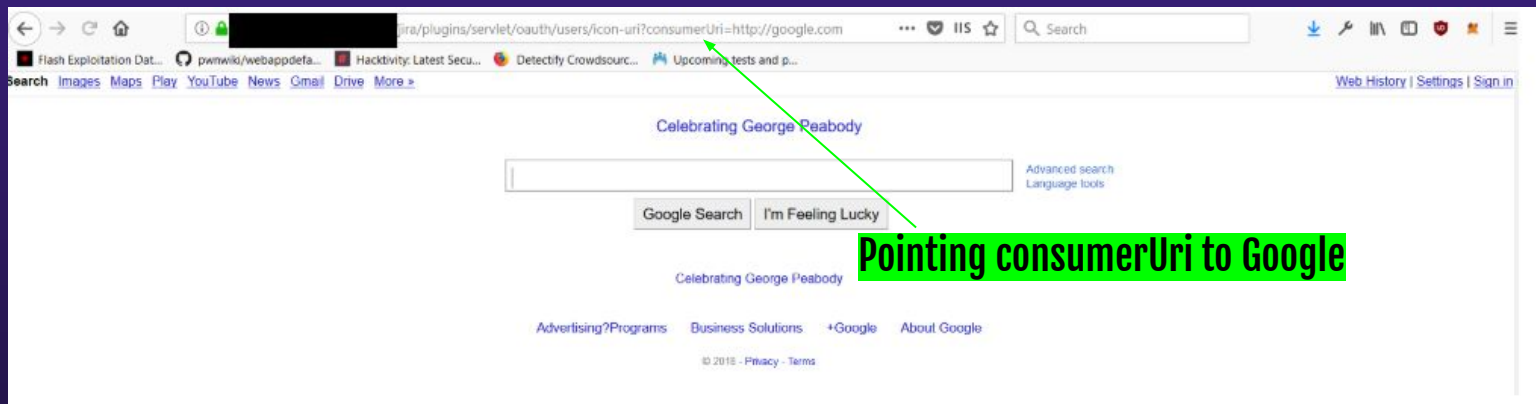 jira/plugins/servlet/oauth/users/icon-uri?consumerUri=http://google.com ••• IIS Search
Flash Exploitation Dat... pwnwiki/webappdefa... Hacktivity: Latest Secu... Detectify Crowdsourc... Upcoming tests and p...
Search Images Maps Play YouTube News Gmail Drive More » Web History | Settings | Sign in
Celebrating George Peabody
Advanced search
Language tools
Google Search I'm Feeling Lucky
Pointing consumerUri to Google
Celebrating George Peabody
Advertising?Programs Business Solutions +Google About Google
© 2018 - Privacy - Terms